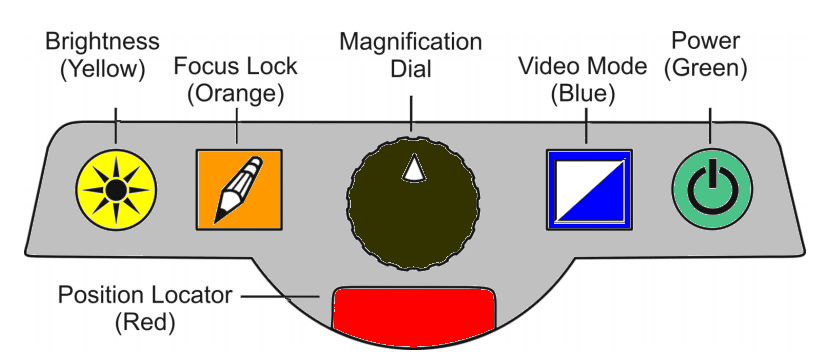 Brightness
(Yellow)
Focus Lock
(Orange)
Magnification
Dial
Video Mode
(Blue)
Power
(Green)
Position Locator
(Red)